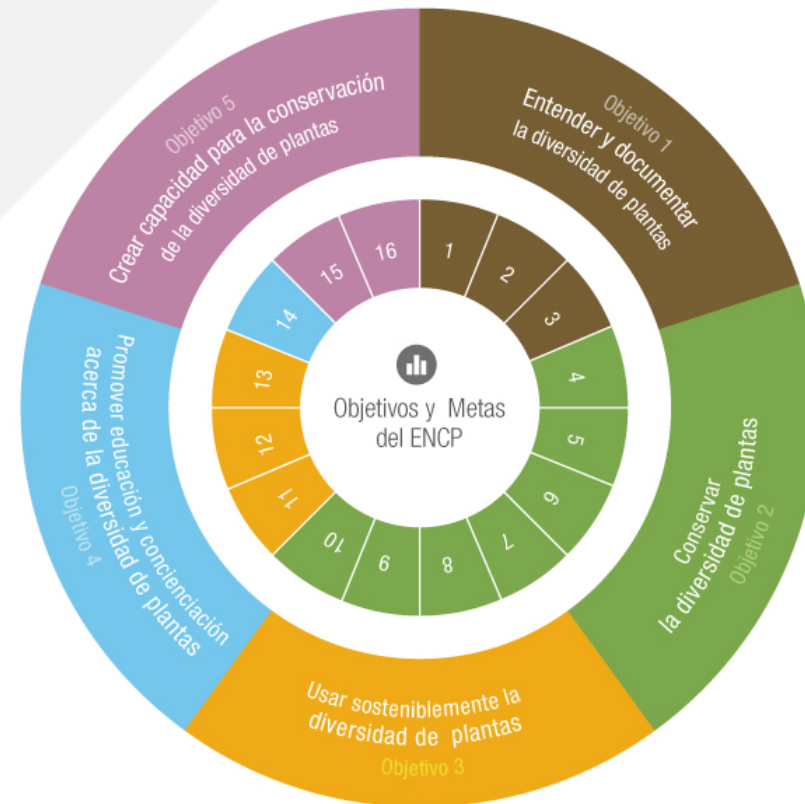 Objetivo 1
Entender y documentar
la diversidad de plantas
Conservar
la diversidad de plantas
Objetivo 2
Usar sosteniblemente la
diversidad de plantas
Objetivo 3
Promover educación y concienciación
acerca de la diversidad de plantas
Objetivo 4
Objetivo 5
Crear capacidad para la conservación
de la diversidad de plantas
1
2
3
4
5
6
7
8
9
10
11
12
13
14
15
16
Objetivos y Metas
del ENCP